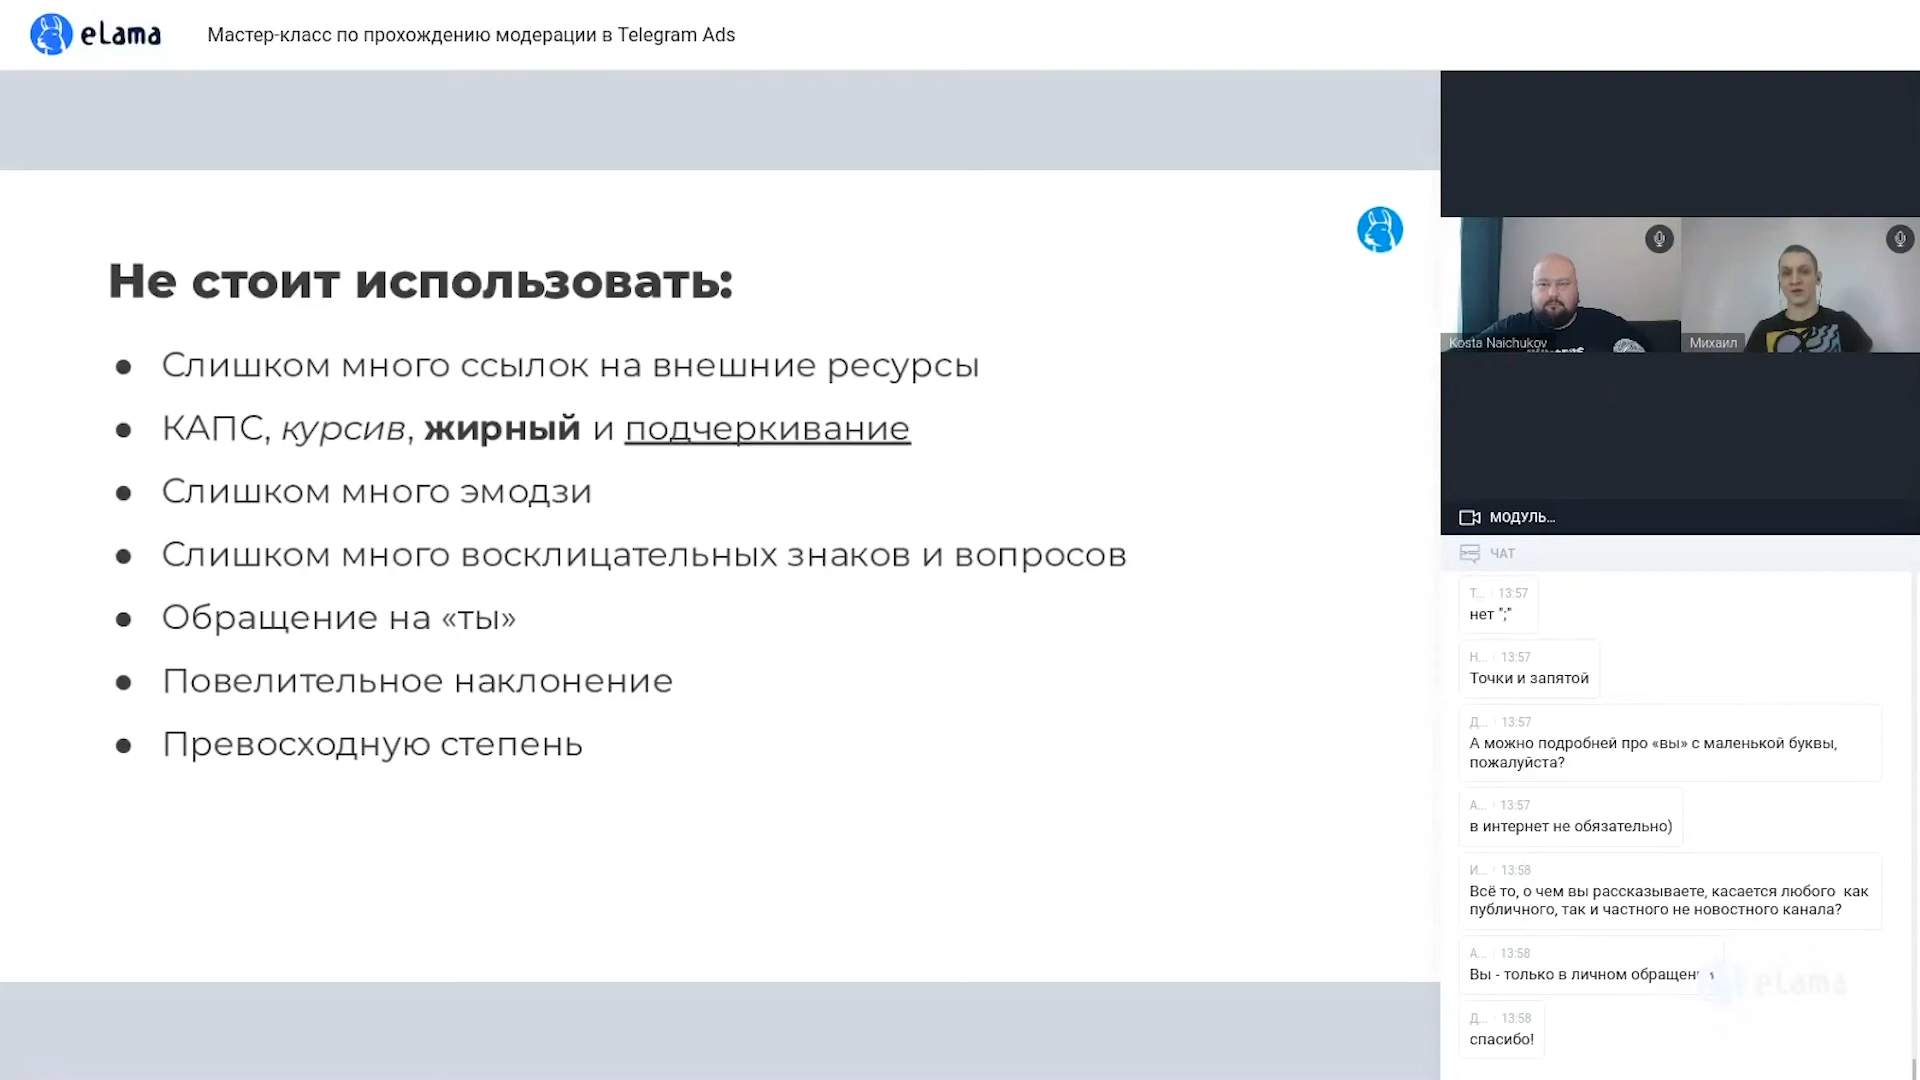 eLama
Мастер-класс по прохождению модерации в Telegram Ads
Не стоит использовать:
● Слишком много ссылок на внешние ресурсы
● КАПС, курсив, жирный и подчеркивание
● Слишком много эмодзи
● Слишком много восклицательных знаков и вопросов
● Обращение на «ты»
● Повелительное наклонение
● Превосходную степень
Kosta Naichukov
Михаил
МОДУЛЬ...
ЧАТ
Т... 13:57
нет ";"
Н... 13:57
Точки и запятой
Д... 13:57
А можно подробней про «вы» с маленькой буквы,
пожалуйста?
А... 13:57
в интернет не обязательно)
И... 13:58
Всё то, о чем вы рассказываете, касается любого как
публичного, так и частного не новостного канала?
А... 13:58
Вы - только в личном обращении
eLama
Д... 13:58
спасибо!